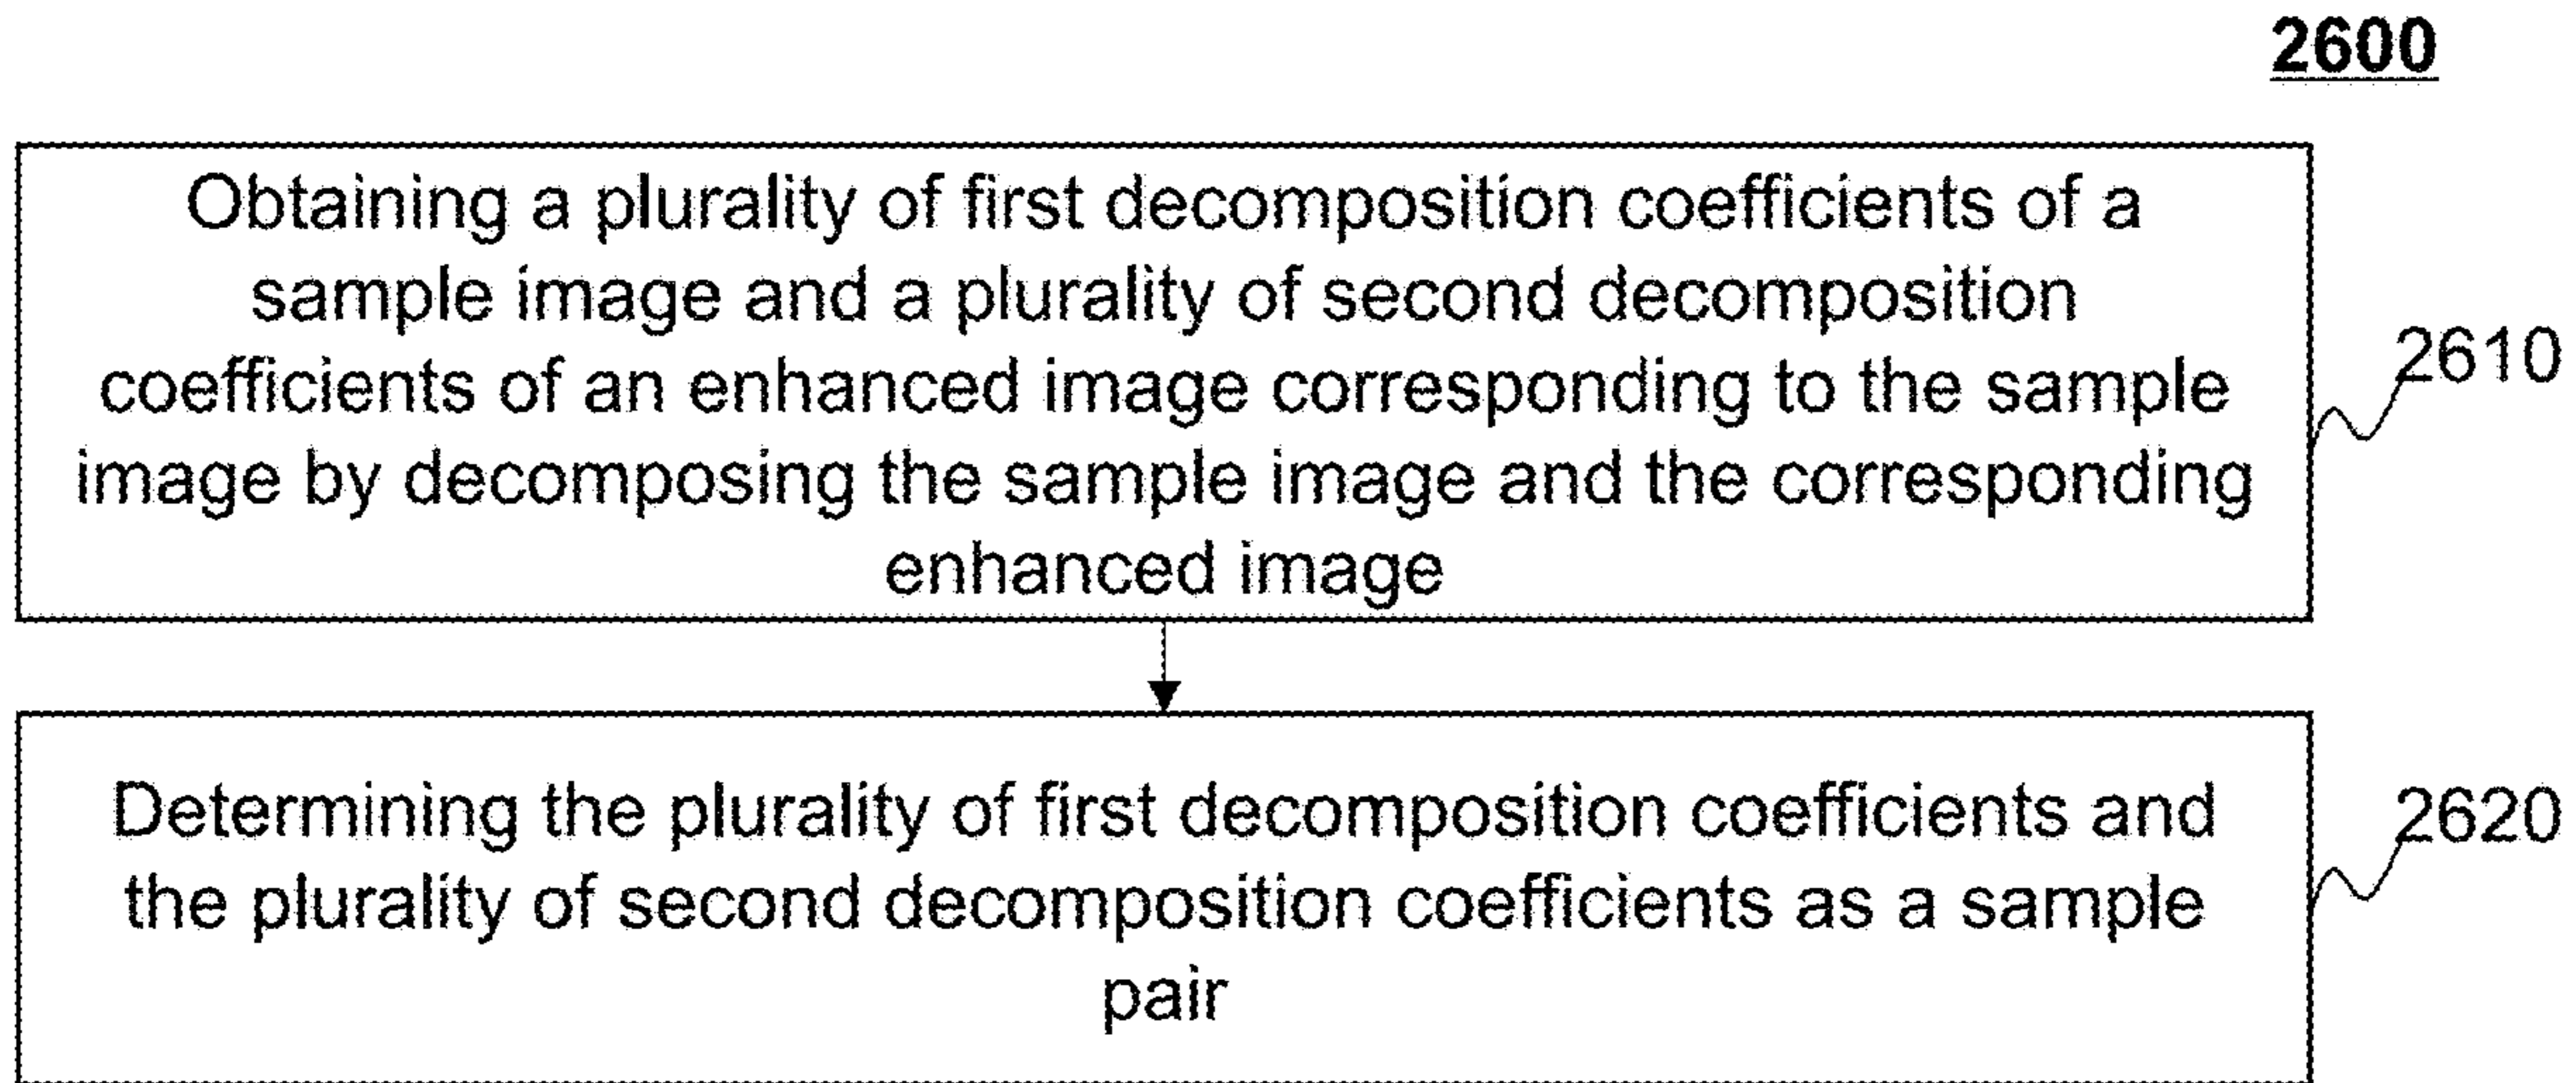 2600
Obtaining a plurality of first decomposition coefficients of a
sample image and a plurality of second decomposition
coefficients of an enhanced image corresponding to the sample
image by decomposing the sample image and the corresponding
enhanced image
2610
Determining the plurality of first decomposition coefficients and
the plurality of second decomposition coefficients as a sample
pair
2620